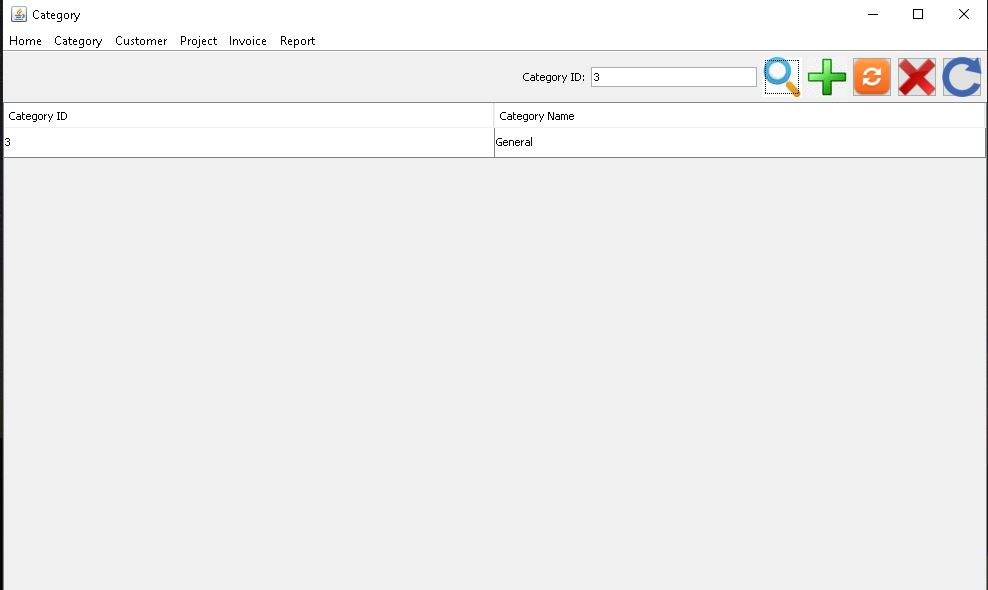 Category
Home Category Customer Project Invoice Report
Category ID: 3
Category ID Category Name
3 General